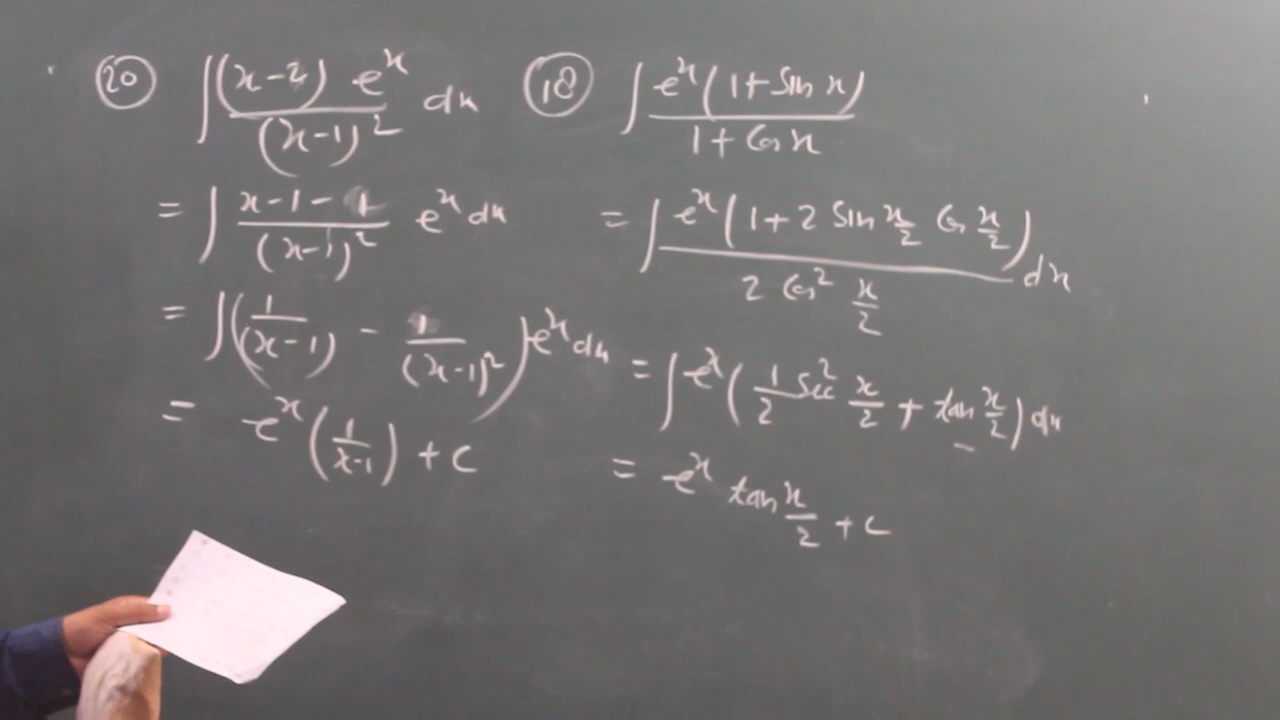 20 ∫ (x-2) e^x / (x-1)^2 dx
= ∫ x-1-1 / (x-1)^2 e^x dx
= ∫ (1/(x-1) - 1/(x-1)^2) e^x dx
= e^x (1/x-1) + c
18 ∫ e^x (1 + Sin x) / 1 + Cos x
= ∫ e^x (1 + 2 Sin x/2 Cos x/2) / 2 Cos^2 x/2 dx
= ∫ e^x (1/2 Sec^2 x/2 + tan x/2) dx
= e^x tan x/2 + c